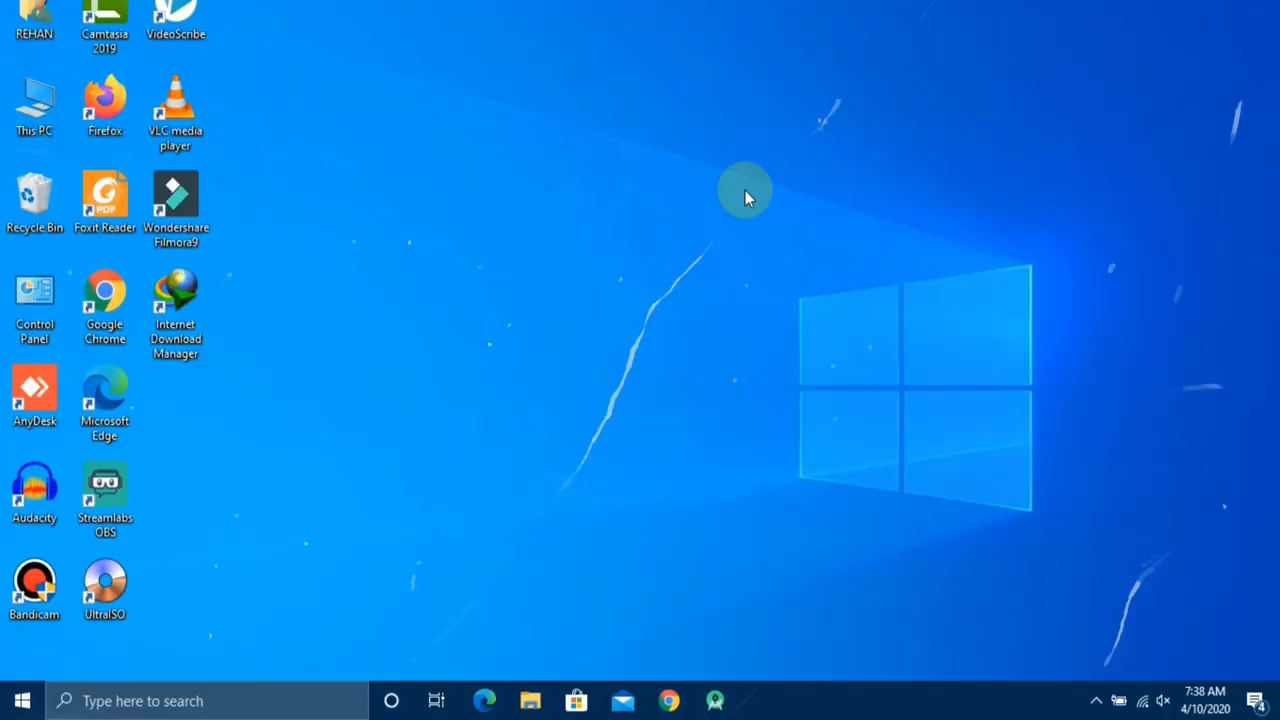 REHAN
Camtasia
2019
VideoScribe
This PC
Firefox
VLC media
player
Recycle Bin
PDF
Foxit Reader
Wondershare
Filmora9
Control
Panel
Google
Chrome
Internet
Download
Manager
AnyDesk
Microsoft
Edge
Audacity
Streamlabs
OBS
Bandicam
UltraISO
Type here to search
7:38 AM
4/10/2020
4